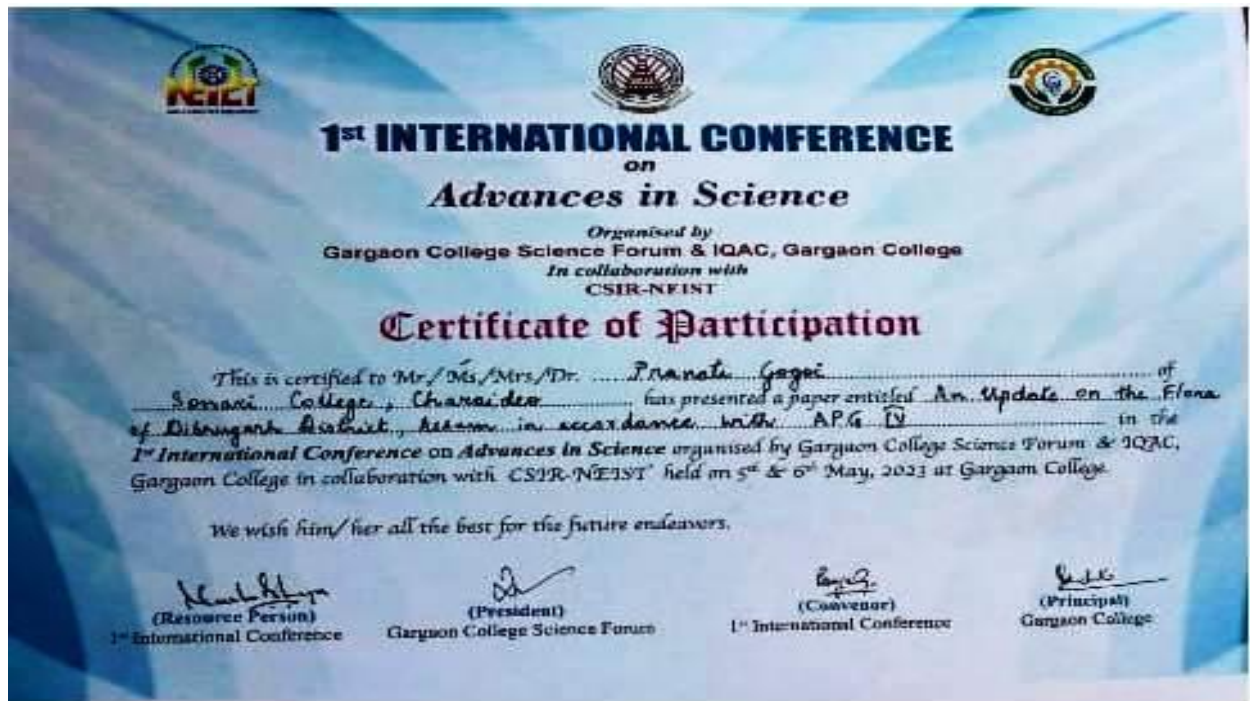 1st INTERNATIONAL CONFERENCE
on
Advances in Science
Organised by
Gargaon College Science Forum & IQAC, Gargaon College
In collaboration with
CSIR-NEIST
Certificate of Participation
This is certified to Mr./Ms./Mrs./Dr. Pranati Gogoi of
Sonari College, Charaideo has presented a paper entitled An Update on the Flora
of Dibrugarh District, Assam in accordance with APG IV in the
1st International Conference on Advances in Science organised by Gargaon College Science Forum & IQAC,
Gargaon College in collaboration with CSIR-NEIST held on 5th & 6th May, 2023 at Gargaon College.
We wish him/her all the best for the future endeavors.
(Resource Person)
1st International Conference
(President)
Gargaon College Science Forum
(Convenor)
1st International Conference
(Principal)
Gargaon College